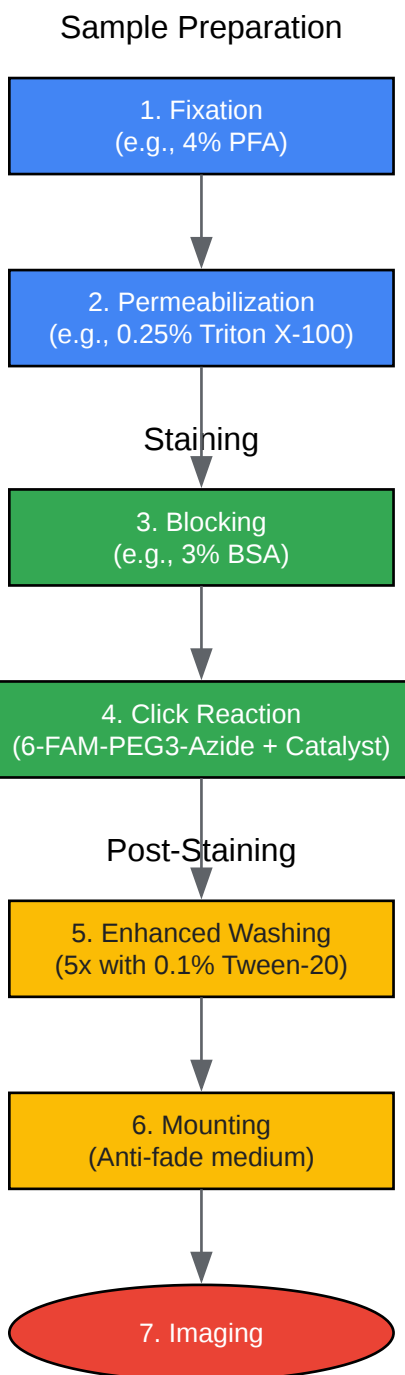 Sample Preparation
1. Fixation
(e.g., 4% PFA)
2. Permeabilization
(e.g., 0.25% Triton X-100)
Staining
3. Blocking
(e.g., 3% BSA)
4. Click Reaction
(6-FAM-PEG3-Azide + Catalyst)
Post-Staining
5. Enhanced Washing
(5x with 0.1% Tween-20)
6. Mounting
(Anti-fade medium)
7. Imaging